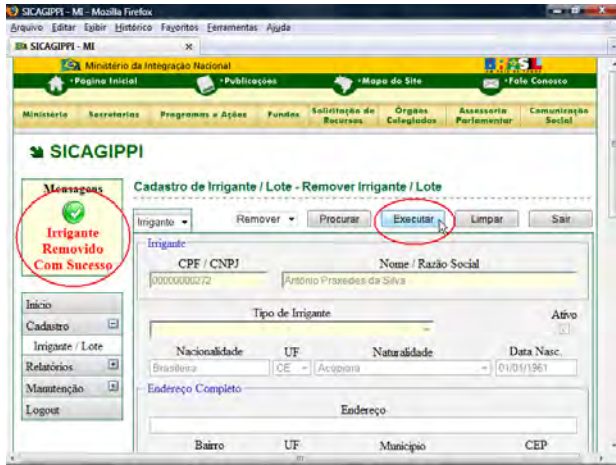 SICAGIPPI - MI - Mozilla Firefox
Arquivo Editar Exibir Histórico Favoritos Ferramentas Ajuda
SICAGIPPI - MI
Ministério da Integração Nacional
Página Inicial Publicações Mapa do Site Fale Conosco
Ministério Secretarias Programas e Ações Fundos Solicitação de Recursos Órgãos Colegiados Assessoria Parlamentar Comunicação Social
SICAGIPPI
Mensagens
Irrigante
Removido
Com Sucesso
Início
Cadastro
Irrigante / Lote
Relatórios
Manutenção
Logout
Cadastro de Irrigante / Lote - Remover Irrigante / Lote
Irrigante Remover Procurar Executar Limpar Sair
Irrigante
CPF / CNPJ Nome / Razão Social
00000000272 Antônio Praxedes da Silva
Tipo de Irrigante Ativo
Nacionalidade UF Naturalidade Data Nasc.
Brasileira CE Acopiara 01/01/1961
Endereço Completo
Endereço
Bairro UF Município CEP